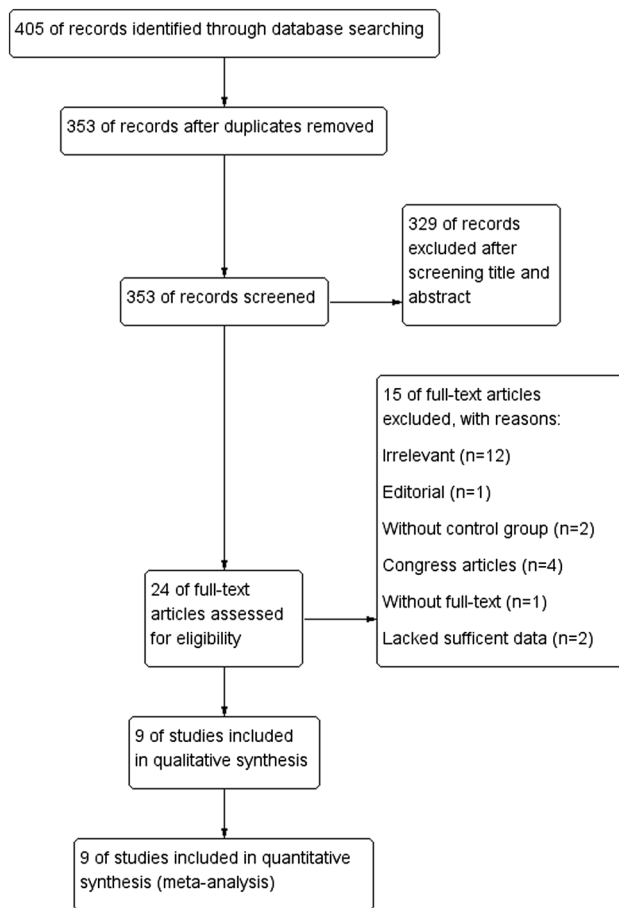 405 of records identified through database searching
353 of records after duplicates removed
329 of records
excluded after
screening title and
abstract
353 of records screened
15 of full-text articles
excluded, with reasons:
Irrelevant (n=12)
Editorial (n=1)
Without control group (n=2)
Congress articles (n=4)
Without full-text (n=1)
Lacked sufficent data (n=2)
24 of full-text
articles assessed
for eligibility
9 of studies included
in qualitative synthesis
9 of studies included in quantitative
synthesis (meta-analysis)